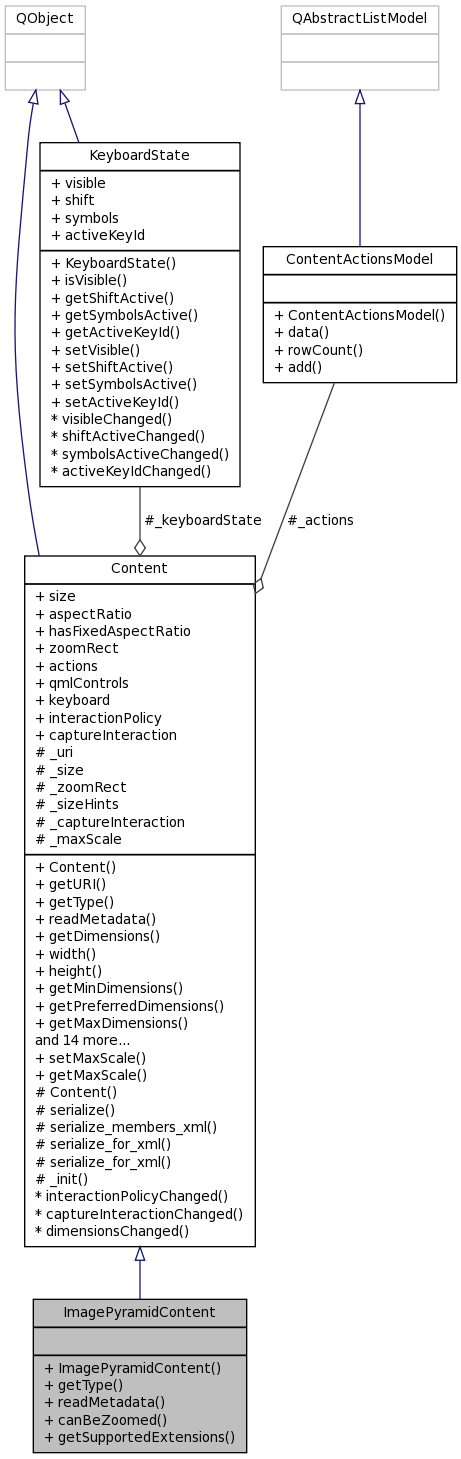 QObject
QAbstractListModel
KeyboardState
+ visible
+ shift
+ symbols
+ activeKeyId
+ KeyboardState()
+ isVisible()
+ getShiftActive()
+ getSymbolsActive()
+ getActiveKeyId()
+ setVisible()
+ setShiftActive()
+ setSymbolsActive()
+ setActiveKeyId()
* visibleChanged()
* shiftActiveChanged()
* symbolsActiveChanged()
* activeKeyIdChanged()
ContentActionsModel
+ ContentActionsModel()
+ data()
+ rowCount()
+ add()
#_keyboardState
#_actions
Content
+ size
+ aspectRatio
+ hasFixedAspectRatio
+ zoomRect
+ actions
+ qmlControls
+ keyboard
+ interactionPolicy
+ captureInteraction
# _uri
# _size
# _zoomRect
# _sizeHints
# _captureInteraction
# _maxScale
+ Content()
+ getURI()
+ getType()
+ readMetadata()
+ getDimensions()
+ width()
+ height()
+ getMinDimensions()
+ getPreferredDimensions()
+ getMaxDimensions()
and 14 more...
+ setMaxScale()
+ getMaxScale()
# Content()
# serialize()
# serialize_members_xml()
# serialize_for_xml()
# serialize_for_xml()
# _init()
* interactionPolicyChanged()
* captureInteractionChanged()
* dimensionsChanged()
ImagePyramidContent
+ ImagePyramidContent()
+ getType()
+ readMetadata()
+ canBeZoomed()
+ getSupportedExtensions()